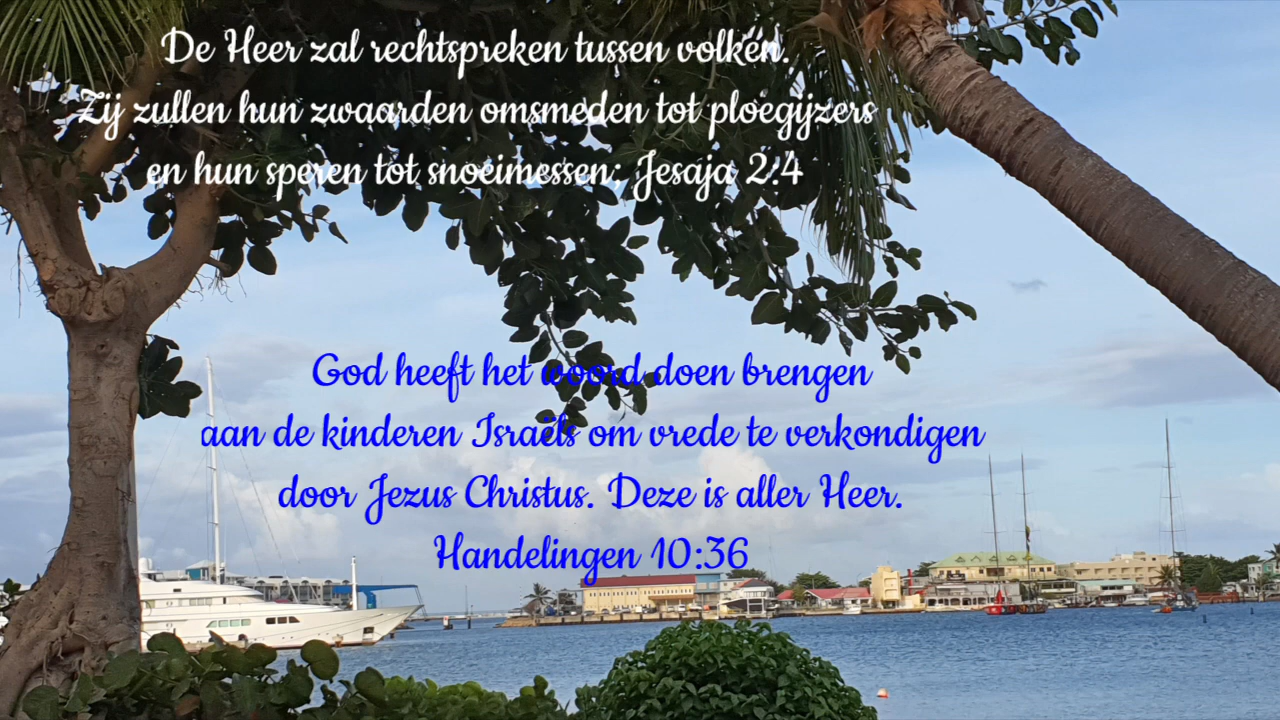 De Heer zal rechtspreken tussen volken.
Zij zullen hun zwaarden omsmeden tot ploegijzers
en hun speren tot snoeimessen; Jesaja 2:4
God heeft het woord doen brengen
aan de kinderen Israëls om vrede te verkondigen
door Jezus Christus. Deze is aller Heer.
Handelingen 10:36